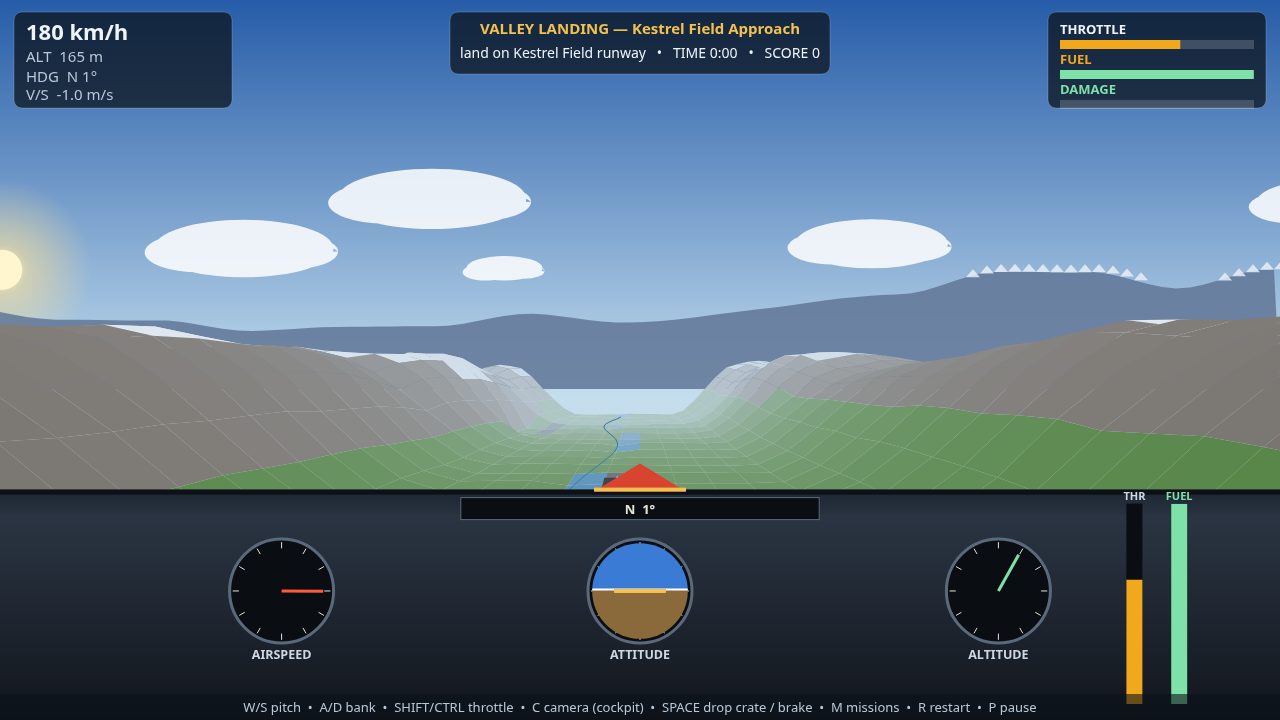 180 km/h
ALT 165 m
HDG N 1°
V/S -1.0 m/s
VALLEY LANDING — Kestrel Field Approach
land on Kestrel Field runway • TIME 0:00 • SCORE 0
THROTTLE
FUEL
DAMAGE
N 1°
THR FUEL
AIRSPEED
ATTITUDE
ALTITUDE
W/S pitch • A/D bank • SHIFT/CTRL throttle • C camera (cockpit) • SPACE drop crate / brake • M missions • R restart • P pause